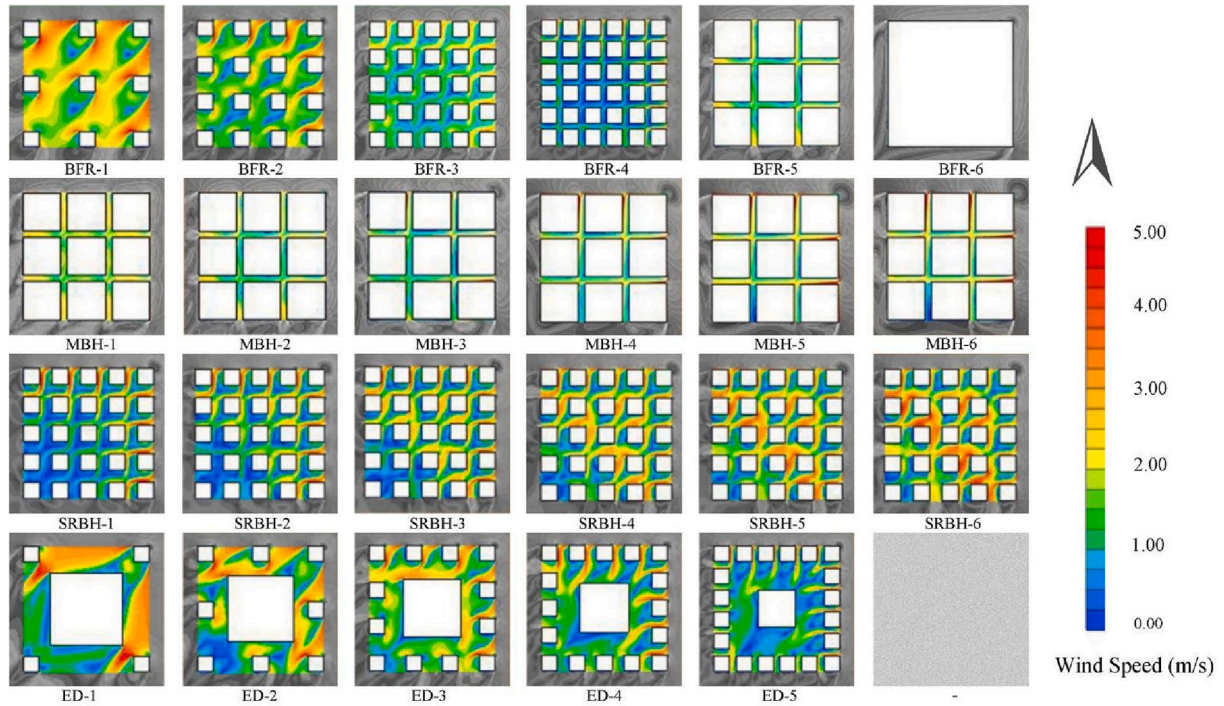 BFR-1 BFR-2 BFR-3 BFR-4 BFR-5 BFR-6
MBH-1 MBH-2 MBH-3 MBH-4 MBH-5 MBH-6
SRBH-1 SRBH-2 SRBH-3 SRBH-4 SRBH-5 SRBH-6
ED-1 ED-2 ED-3 ED-4 ED-5 -
5.00
4.00
3.00
2.00
1.00
0.00
Wind Speed (m/s)